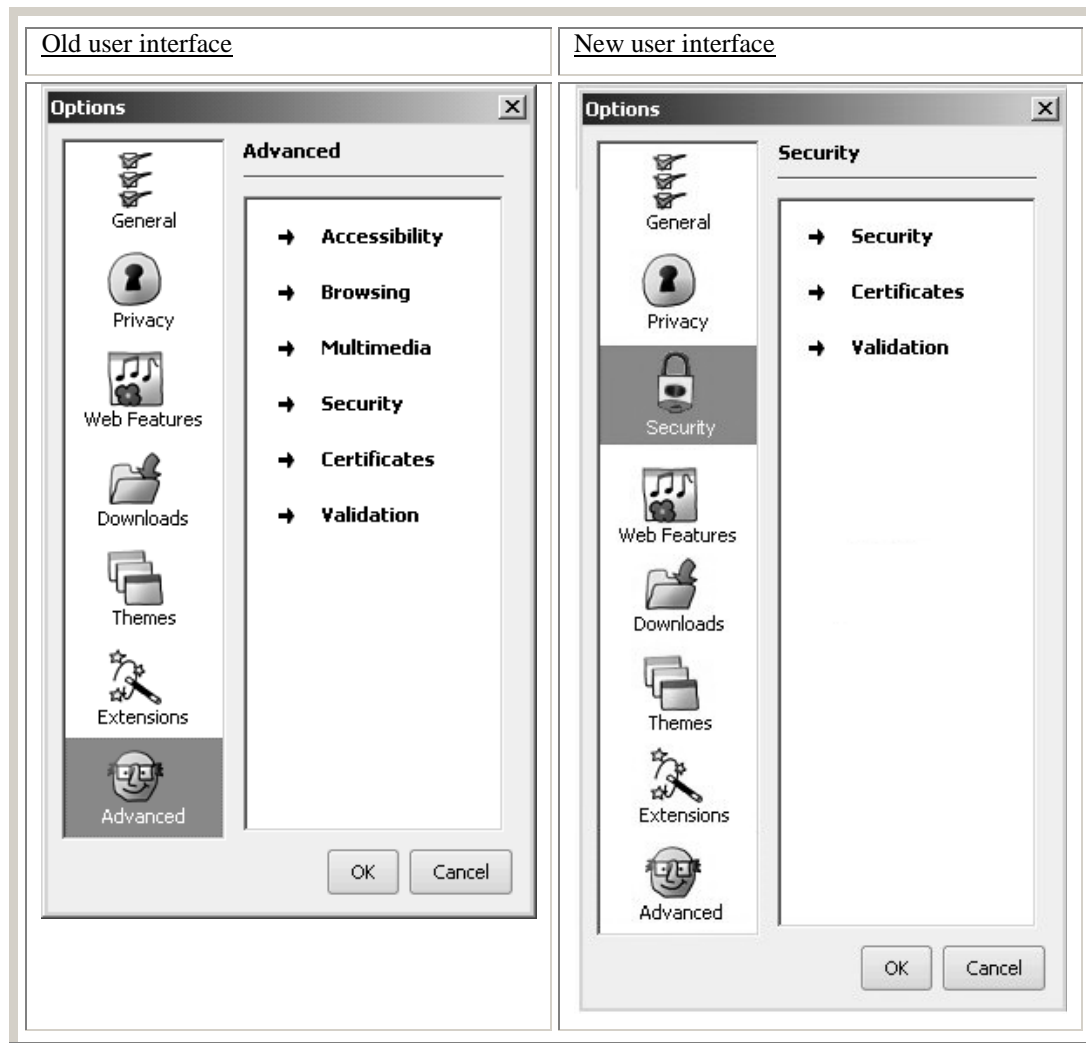 Old user interface
New user interface
Options
Advanced
General
Privacy
Web Features
Downloads
Themes
Extensions
Advanced
Accessibility
Browsing
Multimedia
Security
Certificates
Validation
OK Cancel
Options
Security
General
Privacy
Security
Web Features
Downloads
Themes
Extensions
Advanced
Security
Certificates
Validation
OK Cancel